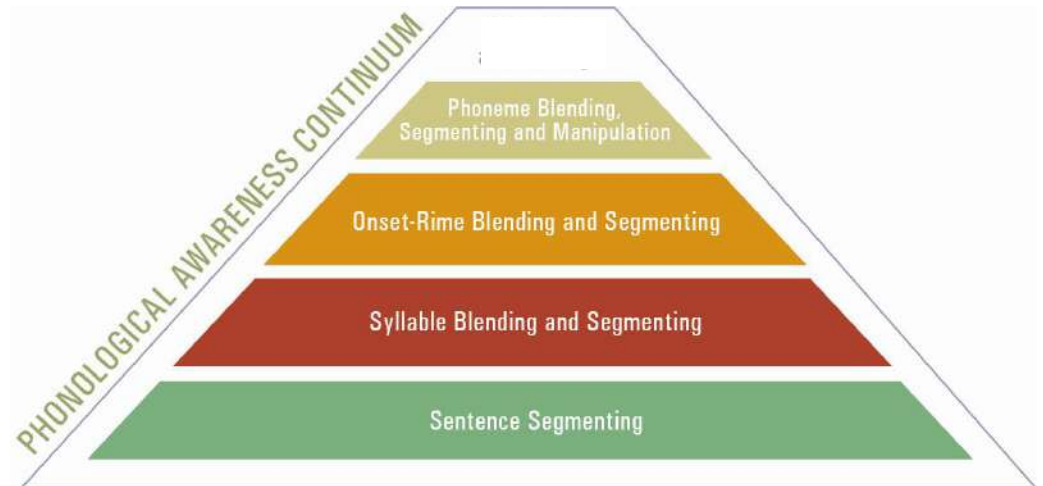 PHONOLOGICAL AWARENESS CONTINUUM
Phoneme Blending,
Segmenting and Manipulation
Onset-Rime Blending and Segmenting
Syllable Blending and Segmenting
Sentence Segmenting